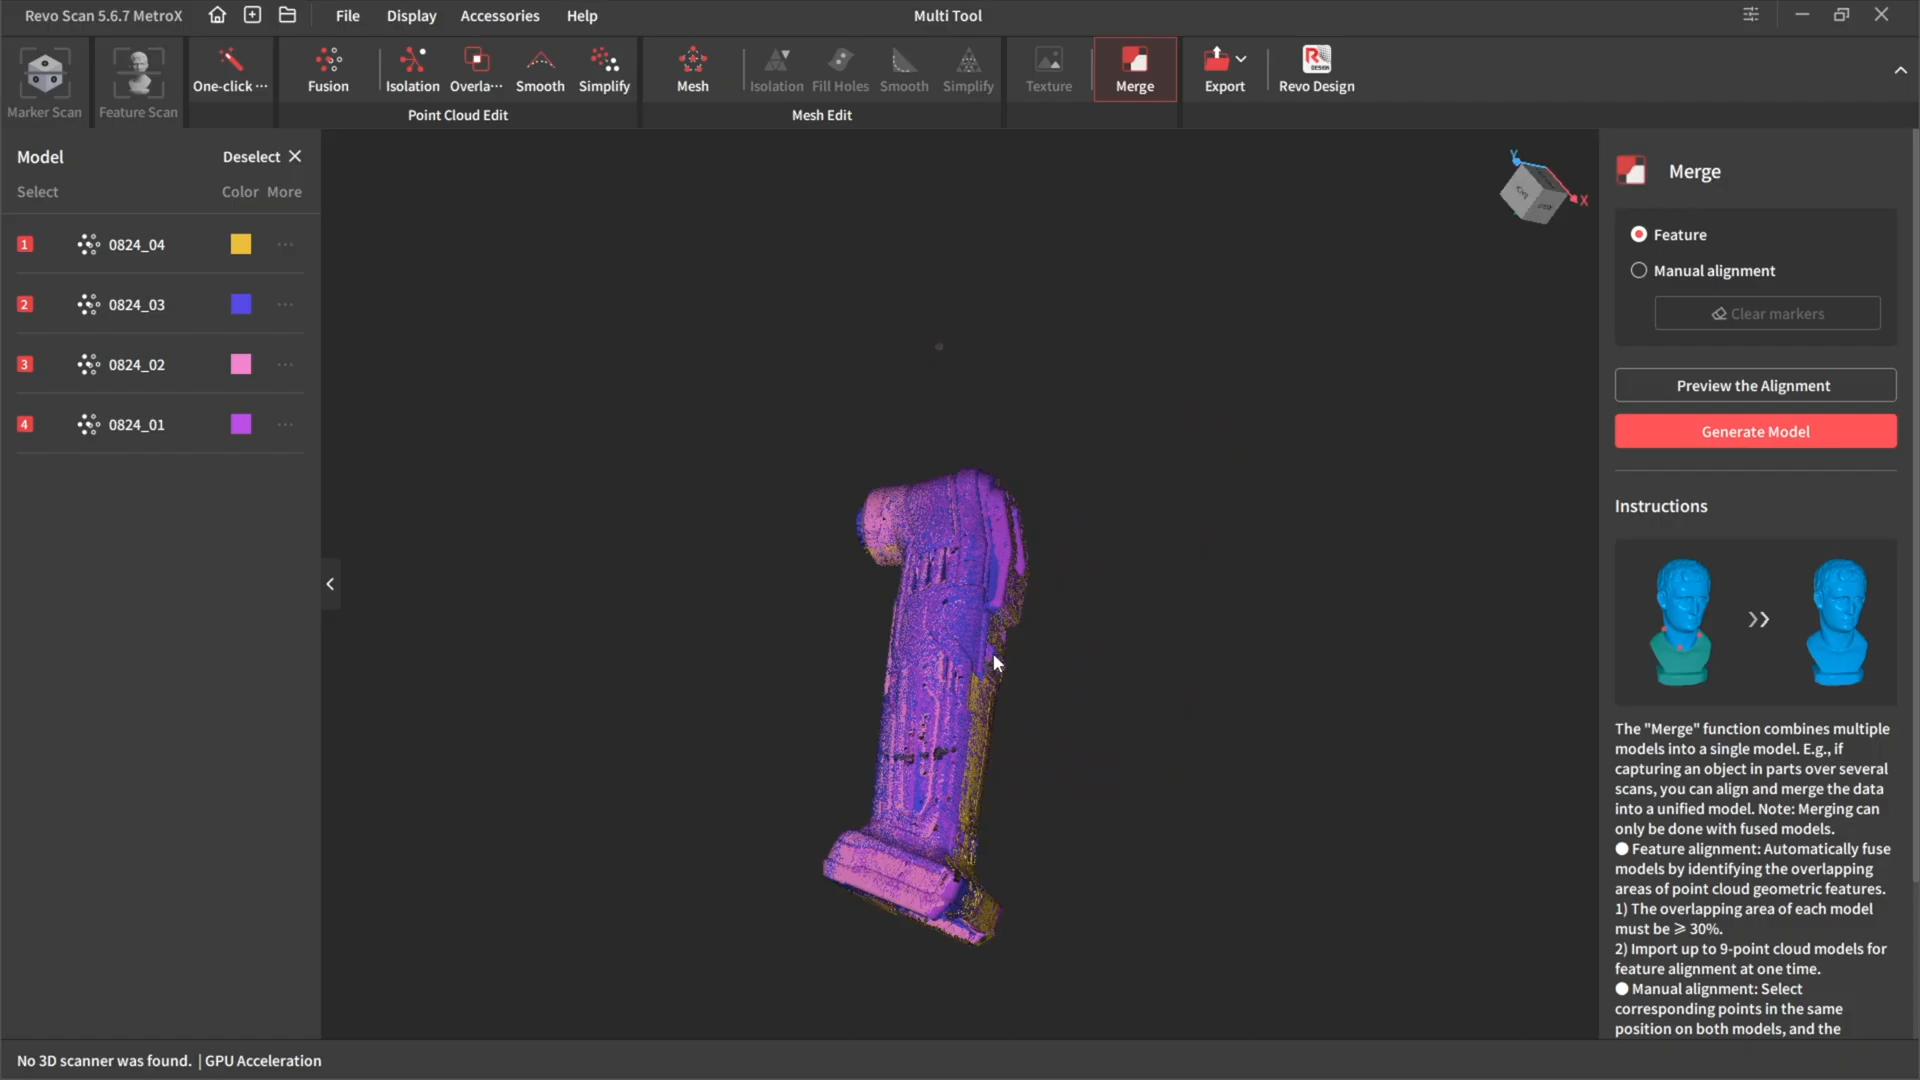 Revo Scan 5.6.7 MetroX
File
Display
Accessories
Help
Multi Tool
Marker Scan
Feature Scan
One-click ···
Fusion
Isolation
Overla···
Smooth
Simplify
Point Cloud Edit
Mesh
Isolation
Fill Holes
Smooth
Simplify
Mesh Edit
Texture
Merge
Export
Revo Design
Model
Deselect
Select
Color
More
1
0824_04
2
0824_03
3
0824_02
4
0824_01
Y
X
Merge
Feature
Manual alignment
Clear markers
Preview the Alignment
Generate Model
Instructions
The "Merge" function combines multiple
models into a single model. E.g., if
capturing an object in parts over several
scans, you can align and merge the data
into a unified model. Note: Merging can
only be done with fused models.
● Feature alignment: Automatically fuse
models by identifying the overlapping
areas of point cloud geometric features.
1) The overlapping area of each model
must be ⩾ 30%.
2) Import up to 9-point cloud models for
feature alignment at one time.
● Manual alignment: Select
corresponding points in the same
position on both models, and the
No 3D scanner was found. | GPU Acceleration